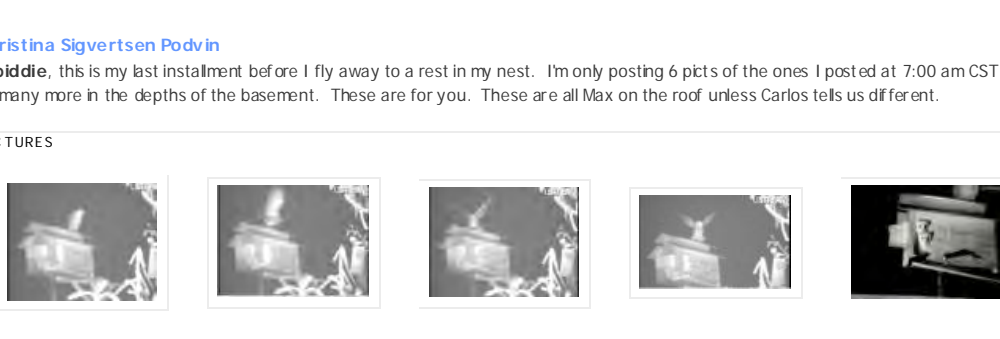 ristina Sigvertsen Podvin
biddie, this is my last installment before I fly away to a rest in my nest. I'm only posting 6 picts of the ones I posted at 7:00 am CST
many more in the depths of the basement. These are for you. These are all Max on the roof unless Carlos tells us different.
CTURES